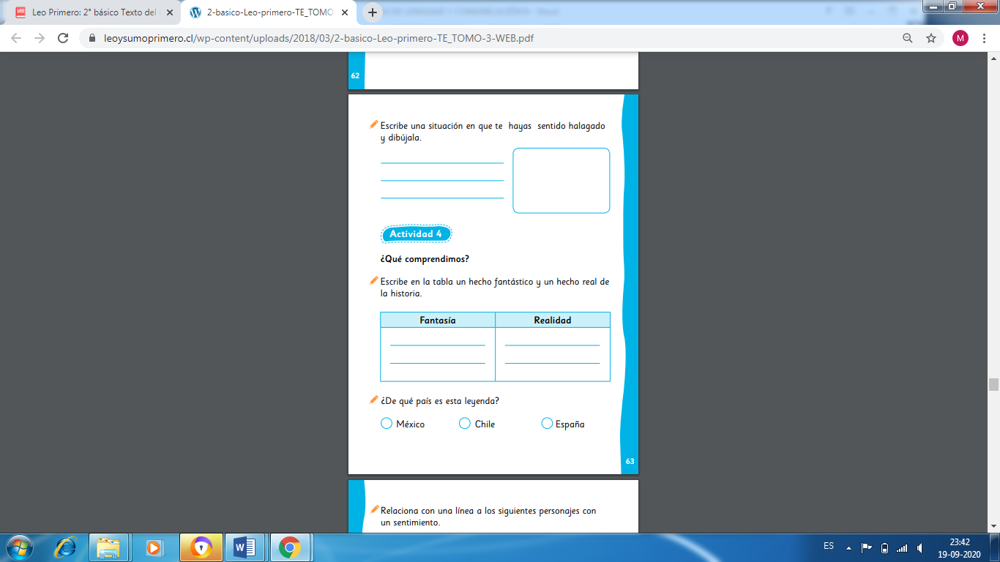 Leo Primero: 2° básico Texto del
2-basico-Leo-primero-TE_TOMO-
leoysumoprimero.cl/wp-content/uploads/2018/03/2-basico-Leo-primero-TE_TOMO-3-WEB.pdf
M
62
Escribe una situación en que te hayas sentido halagado
y dibújala.
Actividad 4
¿Qué comprendimos?
Escribe en la tabla un hecho fantástico y un hecho real de
la historia.
Fantasía Realidad
¿De qué país es esta leyenda?
México Chile España
63
Relaciona con una línea a los siguientes personajes con
un sentimiento.
ES
23:42
19-09-2020